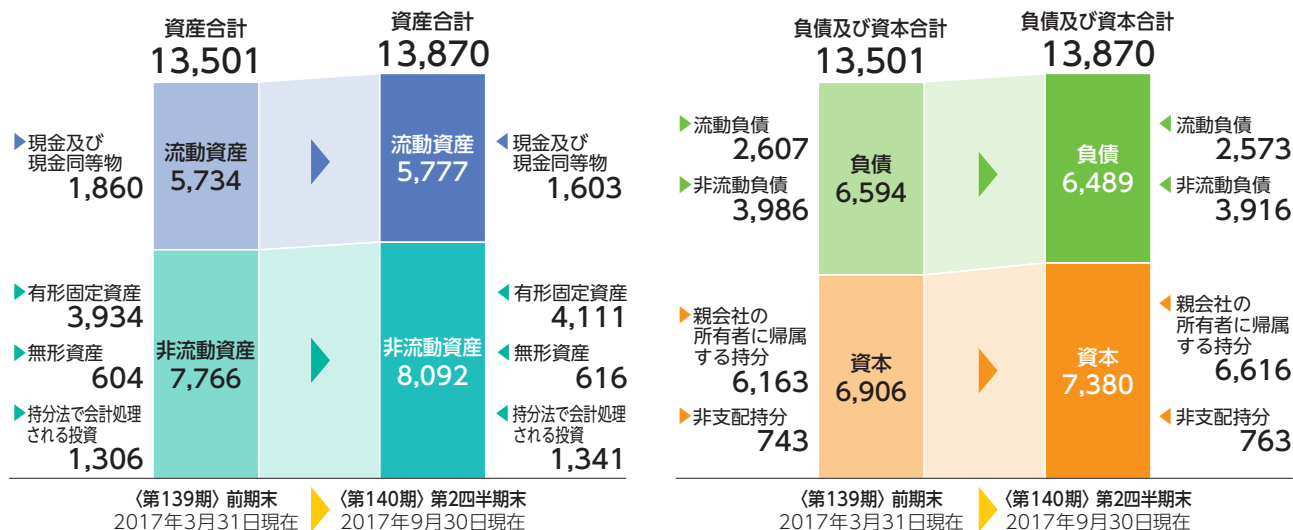 資産合計
13,501
資産合計
13,870
▶現金及び
現金同等物
1,860
流動資産
5,734
流動資産
5,777
◀現金及び
現金同等物
1,603
▶有形固定資産
3,934
▶無形資産
604
▶持分法で会計処理
される投資
1,306
非流動資産
7,766
非流動資産
8,092
◀有形固定資産
4,111
◀無形資産
616
◀持分法で会計処理
される投資
1,341
〈第139期〉前期末
2017年3月31日現在
〈第140期〉第2四半期末
2017年9月30日現在
負債及び資本合計
13,501
負債及び資本合計
13,870
▶流動負債
2,607
▶非流動負債
3,986
負債
6,594
負債
6,489
◀流動負債
2,573
◀非流動負債
3,916
▶親会社の
所有者に帰属
する持分
6,163
▶非支配持分
743
資本
6,906
資本
7,380
◀親会社の
所有者に帰属
する持分
6,616
◀非支配持分
763
〈第139期〉前期末
2017年3月31日現在
〈第140期〉第2四半期末
2017年9月30日現在